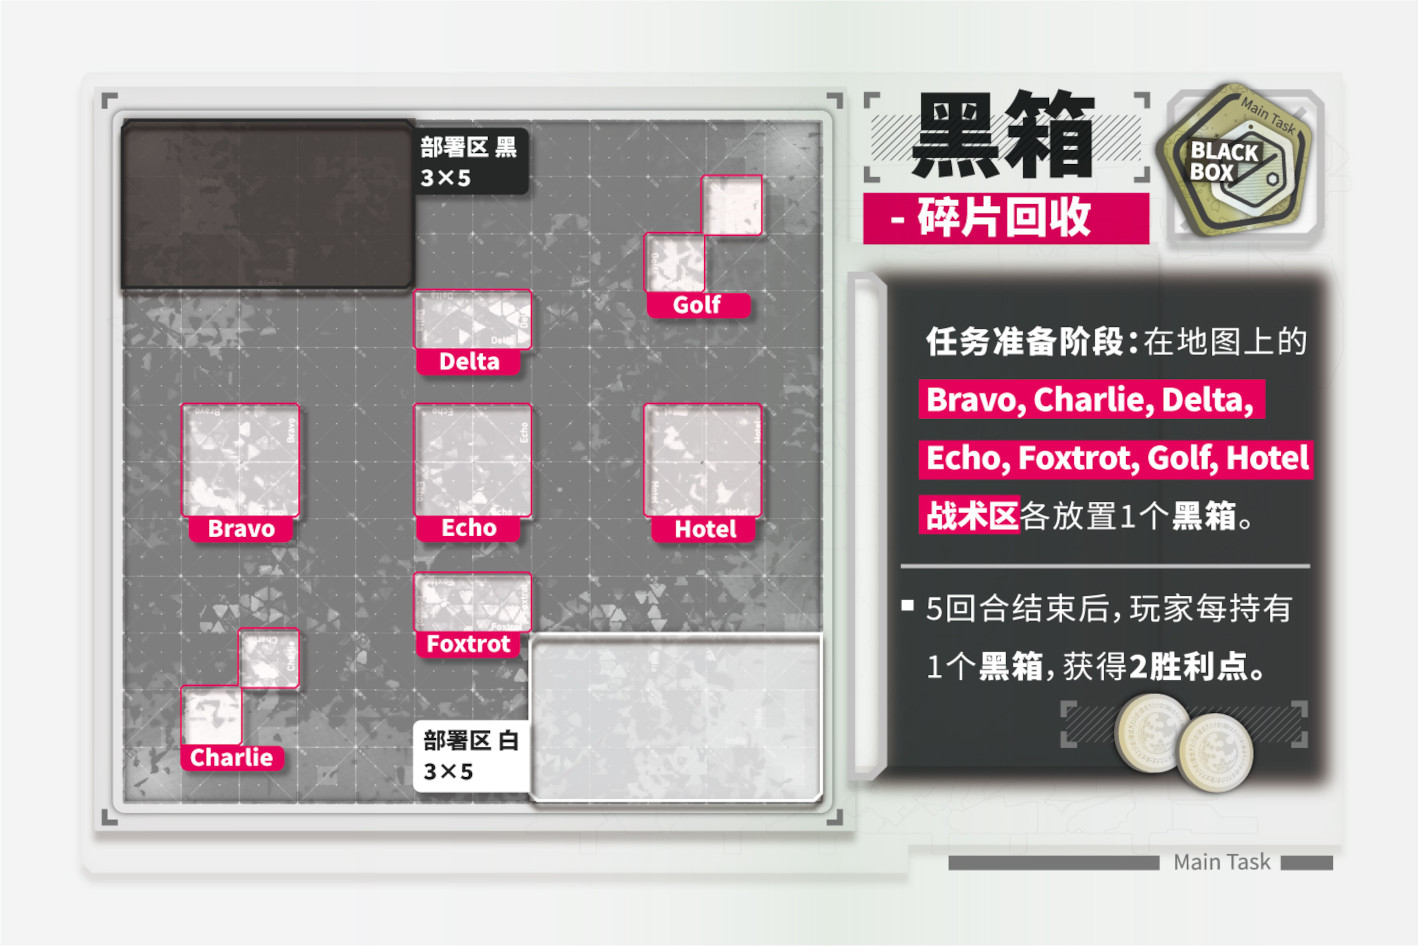 部署区 黑
3×5
Golf
Delta
Bravo
Echo
Hotel
Foxtrot
Charlie
部署区 白
3×5
黑箱
- 碎片回收
Main Task
BLACK
BOX
任务准备阶段：在地图上的
Bravo, Charlie, Delta,
Echo, Foxtrot, Golf, Hotel
战术区各放置1个黑箱。
▪ 5回合结束后，玩家每持有
1个黑箱，获得2胜利点。
Main Task